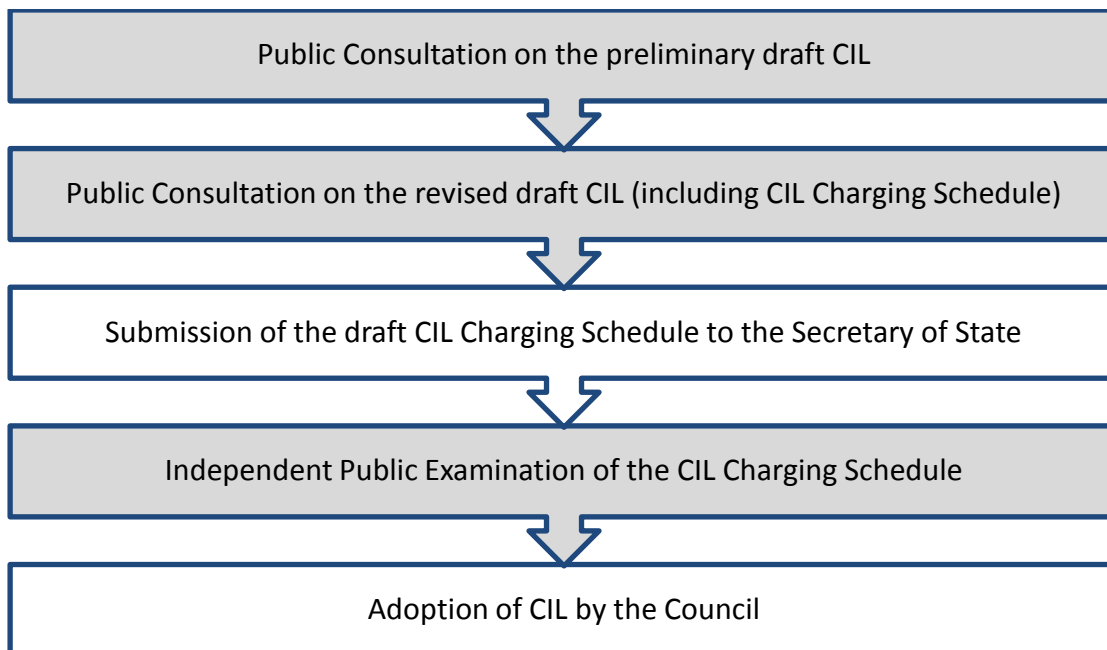 Public Consultation on the preliminary draft CIL
Public Consultation on the revised draft CIL (including CIL Charging Schedule)
Submission of the draft CIL Charging Schedule to the Secretary of State
Independent Public Examination of the CIL Charging Schedule
Adoption of CIL by the Council